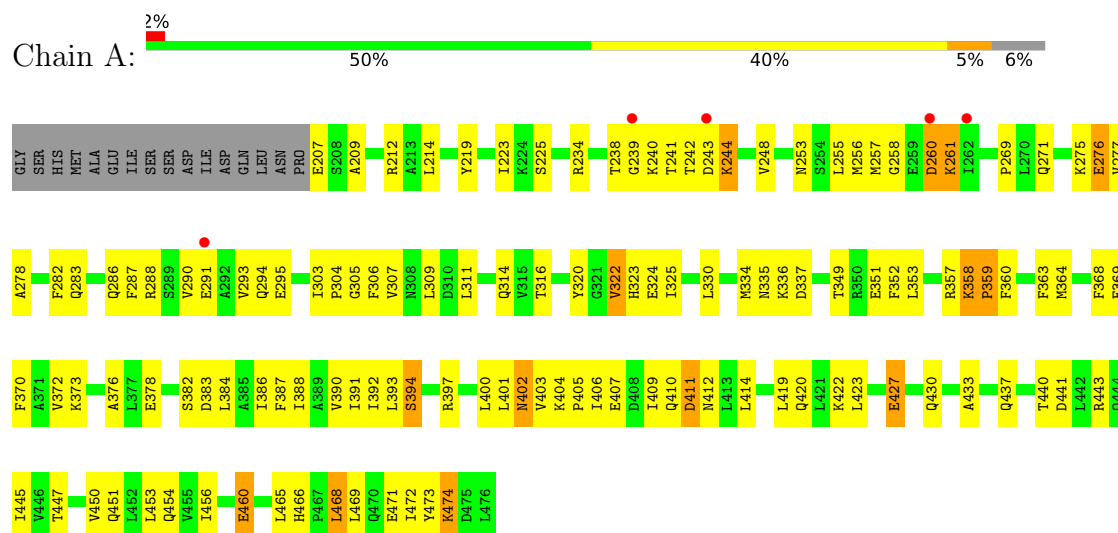 2%
Chain A:
50% 40% 5% 6%
GLY SER HIS MET ALA GLU ILE SER SER ASP ILE ASP GLN LEU ASN PRO E207 S208 A209 R212 A213 L214 Y219 I223 K224 S225 R234 T238 G239 K240 T241 T242 D243 K244 V248 N253 S254 L255 M256 M257 G258 E259 D260 K261 I262 P269 L270 Q271 K275 E276 V277
A278 F282 Q283 Q286 F287 R288 S289 V290 E291 A292 V293 Q294 E295 I303 P304 G305 F306 V307 N308 L309 D310 L311 Q314 V315 T316 Y320 G321 V322 H323 E324 I325 L330 M334 N335 K336 D337 T349 R350 E351 F352 L353 R357 K358 P359 F360 F363 M364 F368 E369
F370 A371 V372 K373 A376 L377 E378 S382 D383 L384 A385 I386 F387 I388 A389 V390 I391 I392 L393 S394 R397 L400 L401 N402 V403 K404 P405 I406 E407 D408 I409 Q410 D411 N412 L413 L414 L419 Q420 L421 K422 L423 E427 Q430 A433 Q437 T440 D441 L442 R443 Q444
I445 V446 T447 V450 Q451 L452 L453 Q454 V455 I456 E460 L465 H466 P467 L468 L469 Q470 E471 I472 Y473 K474 D475 L476